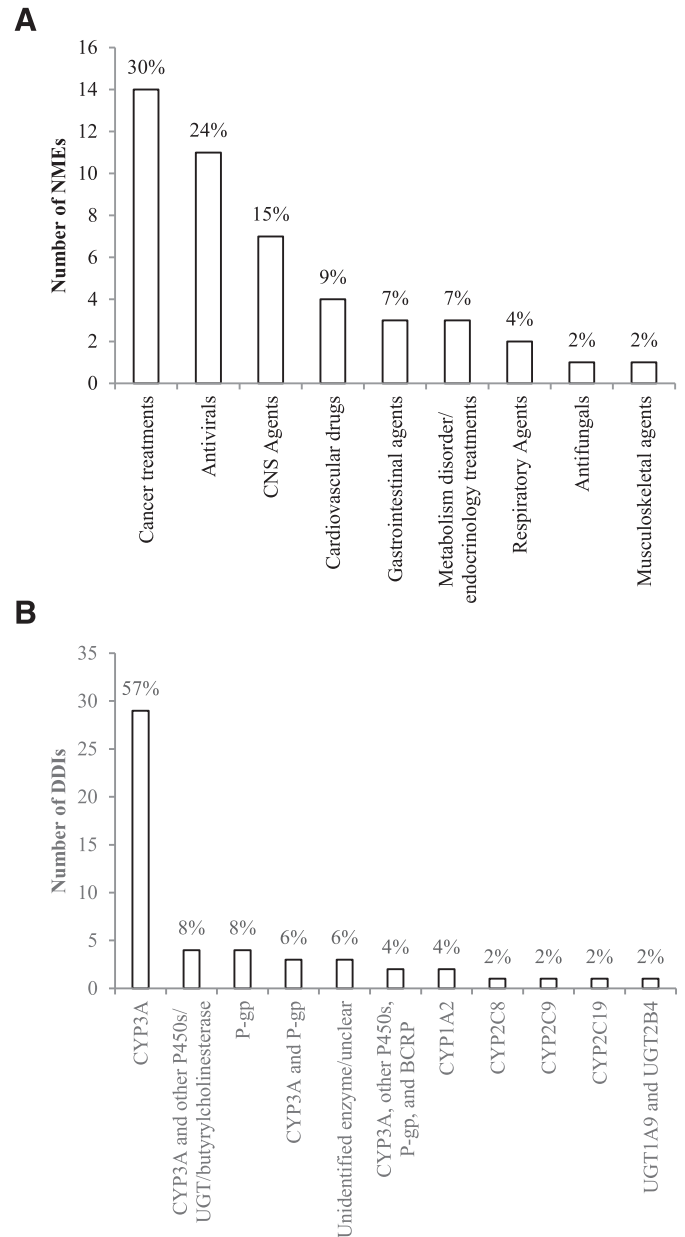 A
Number of NMEs
16
14
12
10
8
6
4
2
0
30%
24%
15%
9%
7%
7%
4%
2%
2%
Cancer treatments
Antivirals
CNS Agents
Cardiovascular drugs
Gastrointestinal agents
Metabolism disorder/
endocrinology treatments
Respiratory Agents
Antifungals
Musculoskeletal agents
B
Number of DDIs
35
30
25
20
15
10
5
0
57%
8%
8%
6%
6%
4%
4%
2%
2%
2%
2%
CYP3A
CYP3A and other P450s/
UGT/butyrylcholinesterase
P-gp
CYP3A and P-gp
Unidentified enzyme/unclear
CYP3A, other P450s,
P-gp, and BCRP
CYP1A2
CYP2C8
CYP2C9
CYP2C19
UGT1A9 and UGT2B4